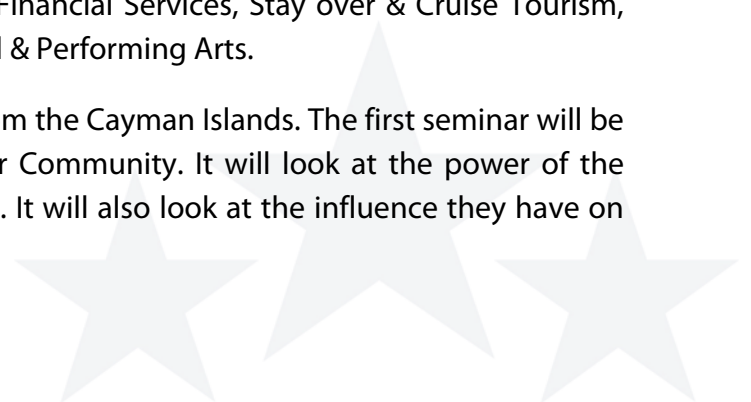 Financial Services, Stay over & Cruise Tourism,
& Performing Arts.
the Cayman Islands. The first seminar will be
Community. It will look at the power of the
. It will also look at the influence they have on